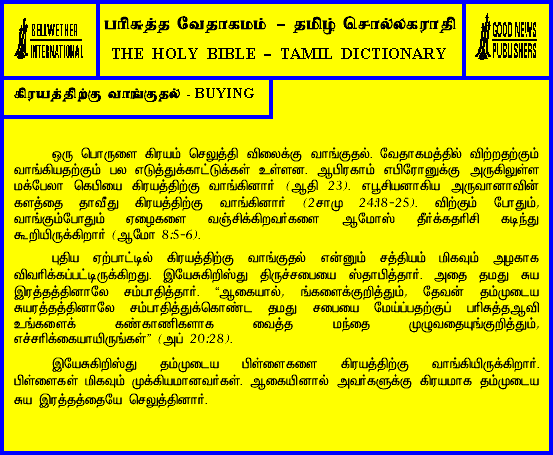 BELLWETHER
INTERNATIONAL
பரிசுத்த வேதாகமம் – தமிழ் சொல்லகராதி
THE HOLY BIBLE – TAMIL DICTIONARY
GOOD NEWS
PUBLISHERS
கிரயத்திற்கு வாங்குதல் - BUYING
ஒரு பொருளை கிரயம் செலுத்தி விலைக்கு வாங்குதல். வேதாகமத்தில் விற்றதற்கும்
வாங்கியதற்கும் பல எடுத்துக்காட்டுக்கள் உள்ளன. ஆபிரகாம் எபிரோனுக்கு அருகிலுள்ள
மக்பேலா கெபியை கிரயத்திற்கு வாங்கினார் (ஆதி 23). எபூசியனாகிய அருவானாவின்
களத்தை தாவீது கிரயத்திற்கு வாங்கினார் (2சாமு 24:18-25). விற்கும் போதும்,
வாங்கும்போதும் ஏழைகளை வஞ்சிக்கிறவர்களை ஆமோஸ் தீர்க்கதரிசி கடிந்து
கூறியிருக்கிறார் (ஆமோ 8:5-6).
புதிய ஏற்பாட்டில் கிரயத்திற்கு வாங்குதல் என்னும் சத்தியம் மிகவும் அழகாக
விவரிக்கப்பட்டிருக்கிறது. இயேசுகிறிஸ்து திருச்சபையை ஸ்தாபித்தார். அதை தமது சுய
இரத்தத்தினாலே சம்பாதித்தார். “ஆகையால், ங்களைக்குறித்தும், தேவன் தம்முடைய
சுயரத்தத்தினாலே சம்பாதித்துக்கொண்ட தமது சபையை மேய்ப்பதற்குப் பரிசுத்தஆவி
உங்களைக் கண்காணிகளாக வைத்த மந்தை முழுவதையுங்குறித்தும்,
எச்சரிக்கையாயிருங்கள்” (அப் 20:28).
இயேசுகிறிஸ்து தம்முடைய பிள்ளைகளை கிரயத்திற்கு வாங்கியிருக்கிறார்.
பிள்ளைகள் மிகவும் முக்கியமானவர்கள். ஆகையினால் அவர்களுக்கு கிரயமாக தம்முடைய
சுய இரத்தத்தையே செலுத்தினார்.